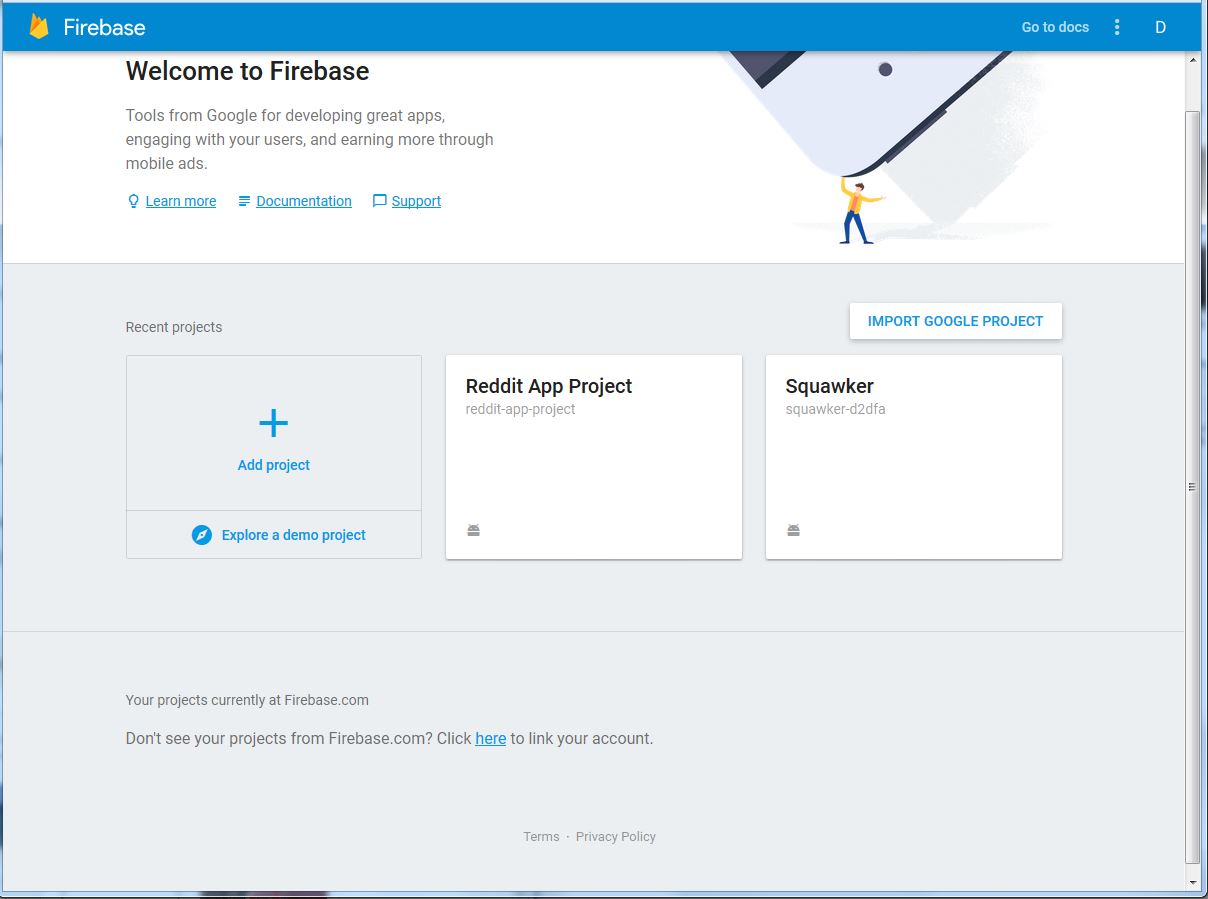 Firebase
Go to docs
D
Welcome to Firebase
Tools from Google for developing great apps,
engaging with your users, and earning more through
mobile ads.
Learn more
Documentation
Support
Recent projects
IMPORT GOOGLE PROJECT
Add project
Explore a demo project
Reddit App Project
reddit-app-project
Squawker
squawker-d2dfa
Your projects currently at Firebase.com
Don't see your projects from Firebase.com? Click here to link your account.
Terms · Privacy Policy